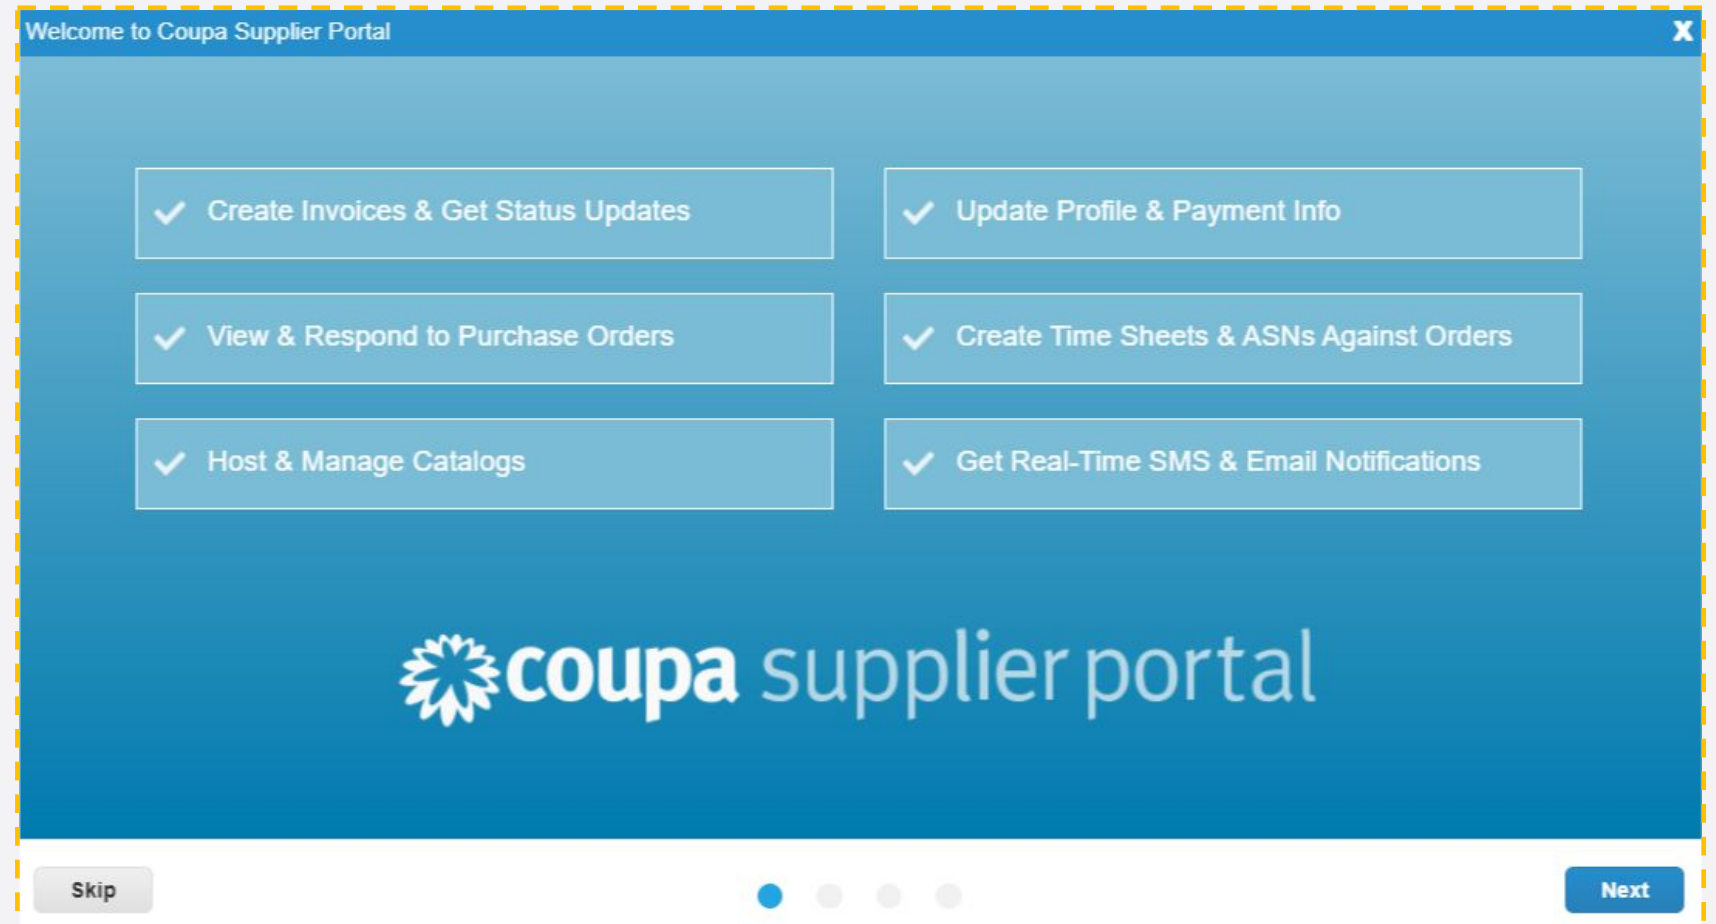 Welcome to Coupa Supplier Portal
X
Create Invoices & Get Status Updates
Update Profile & Payment Info
View & Respond to Purchase Orders
Create Time Sheets & ASNs Against Orders
Host & Manage Catalogs
Get Real-Time SMS & Email Notifications
coupa supplier portal
Skip
Next